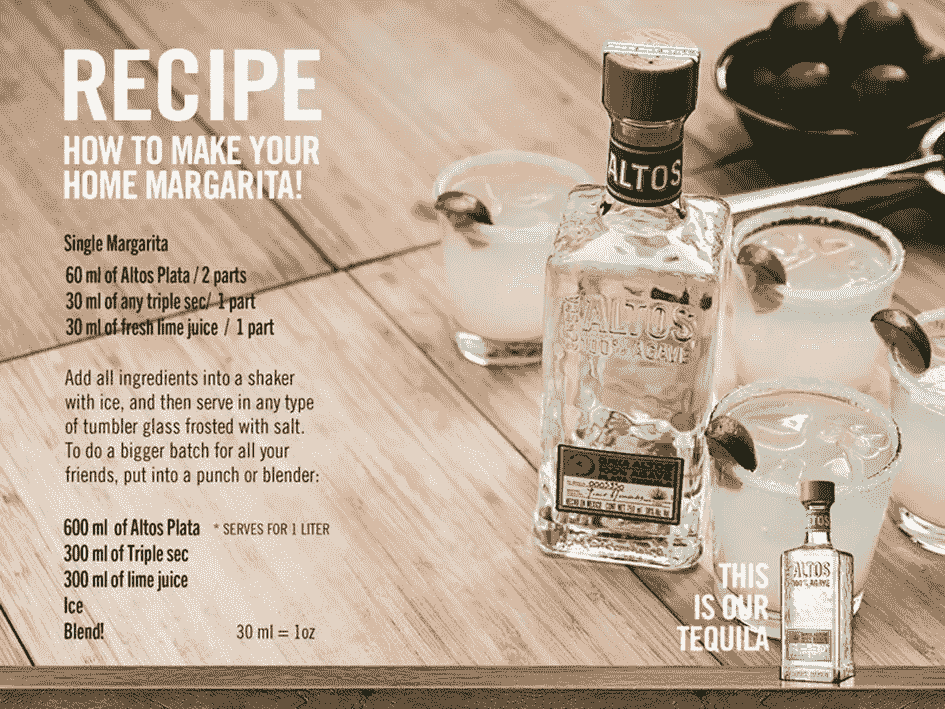 RECIPE
HOW TO MAKE YOUR
HOME MARGARITA!
Single Margarita
60 ml of Altos Plata / 2 parts
30 ml of any triple sec/ 1 part
30 ml of fresh lime juice / 1 part
Add all ingredients into a shaker
with ice, and then serve in any type
of tumbler glass frosted with salt.
To do a bigger batch for all your
friends, put into a punch or blender:
600 ml of Altos Plata * SERVES FOR 1 LITER
300 ml of Triple sec
300 ml of lime juice
Ice
Blend! 30 ml = 1oz
ALTOS
ALTOS
100% AGAVE
THIS
IS OUR
TEQUILA
ALTOS
ALTOS
100% AGAVE